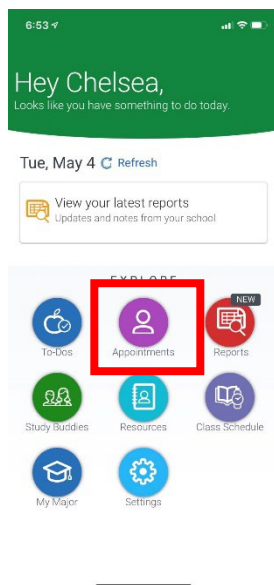 6:53
Hey Chelsea,
Looks like you have something to do today.
Tue, May 4 Refresh
View your latest reports
Updates and notes from your school
EXPLORE
NEW
To-Dos Appointments Reports
Study Buddies Resources Class Schedule
My Major Settings